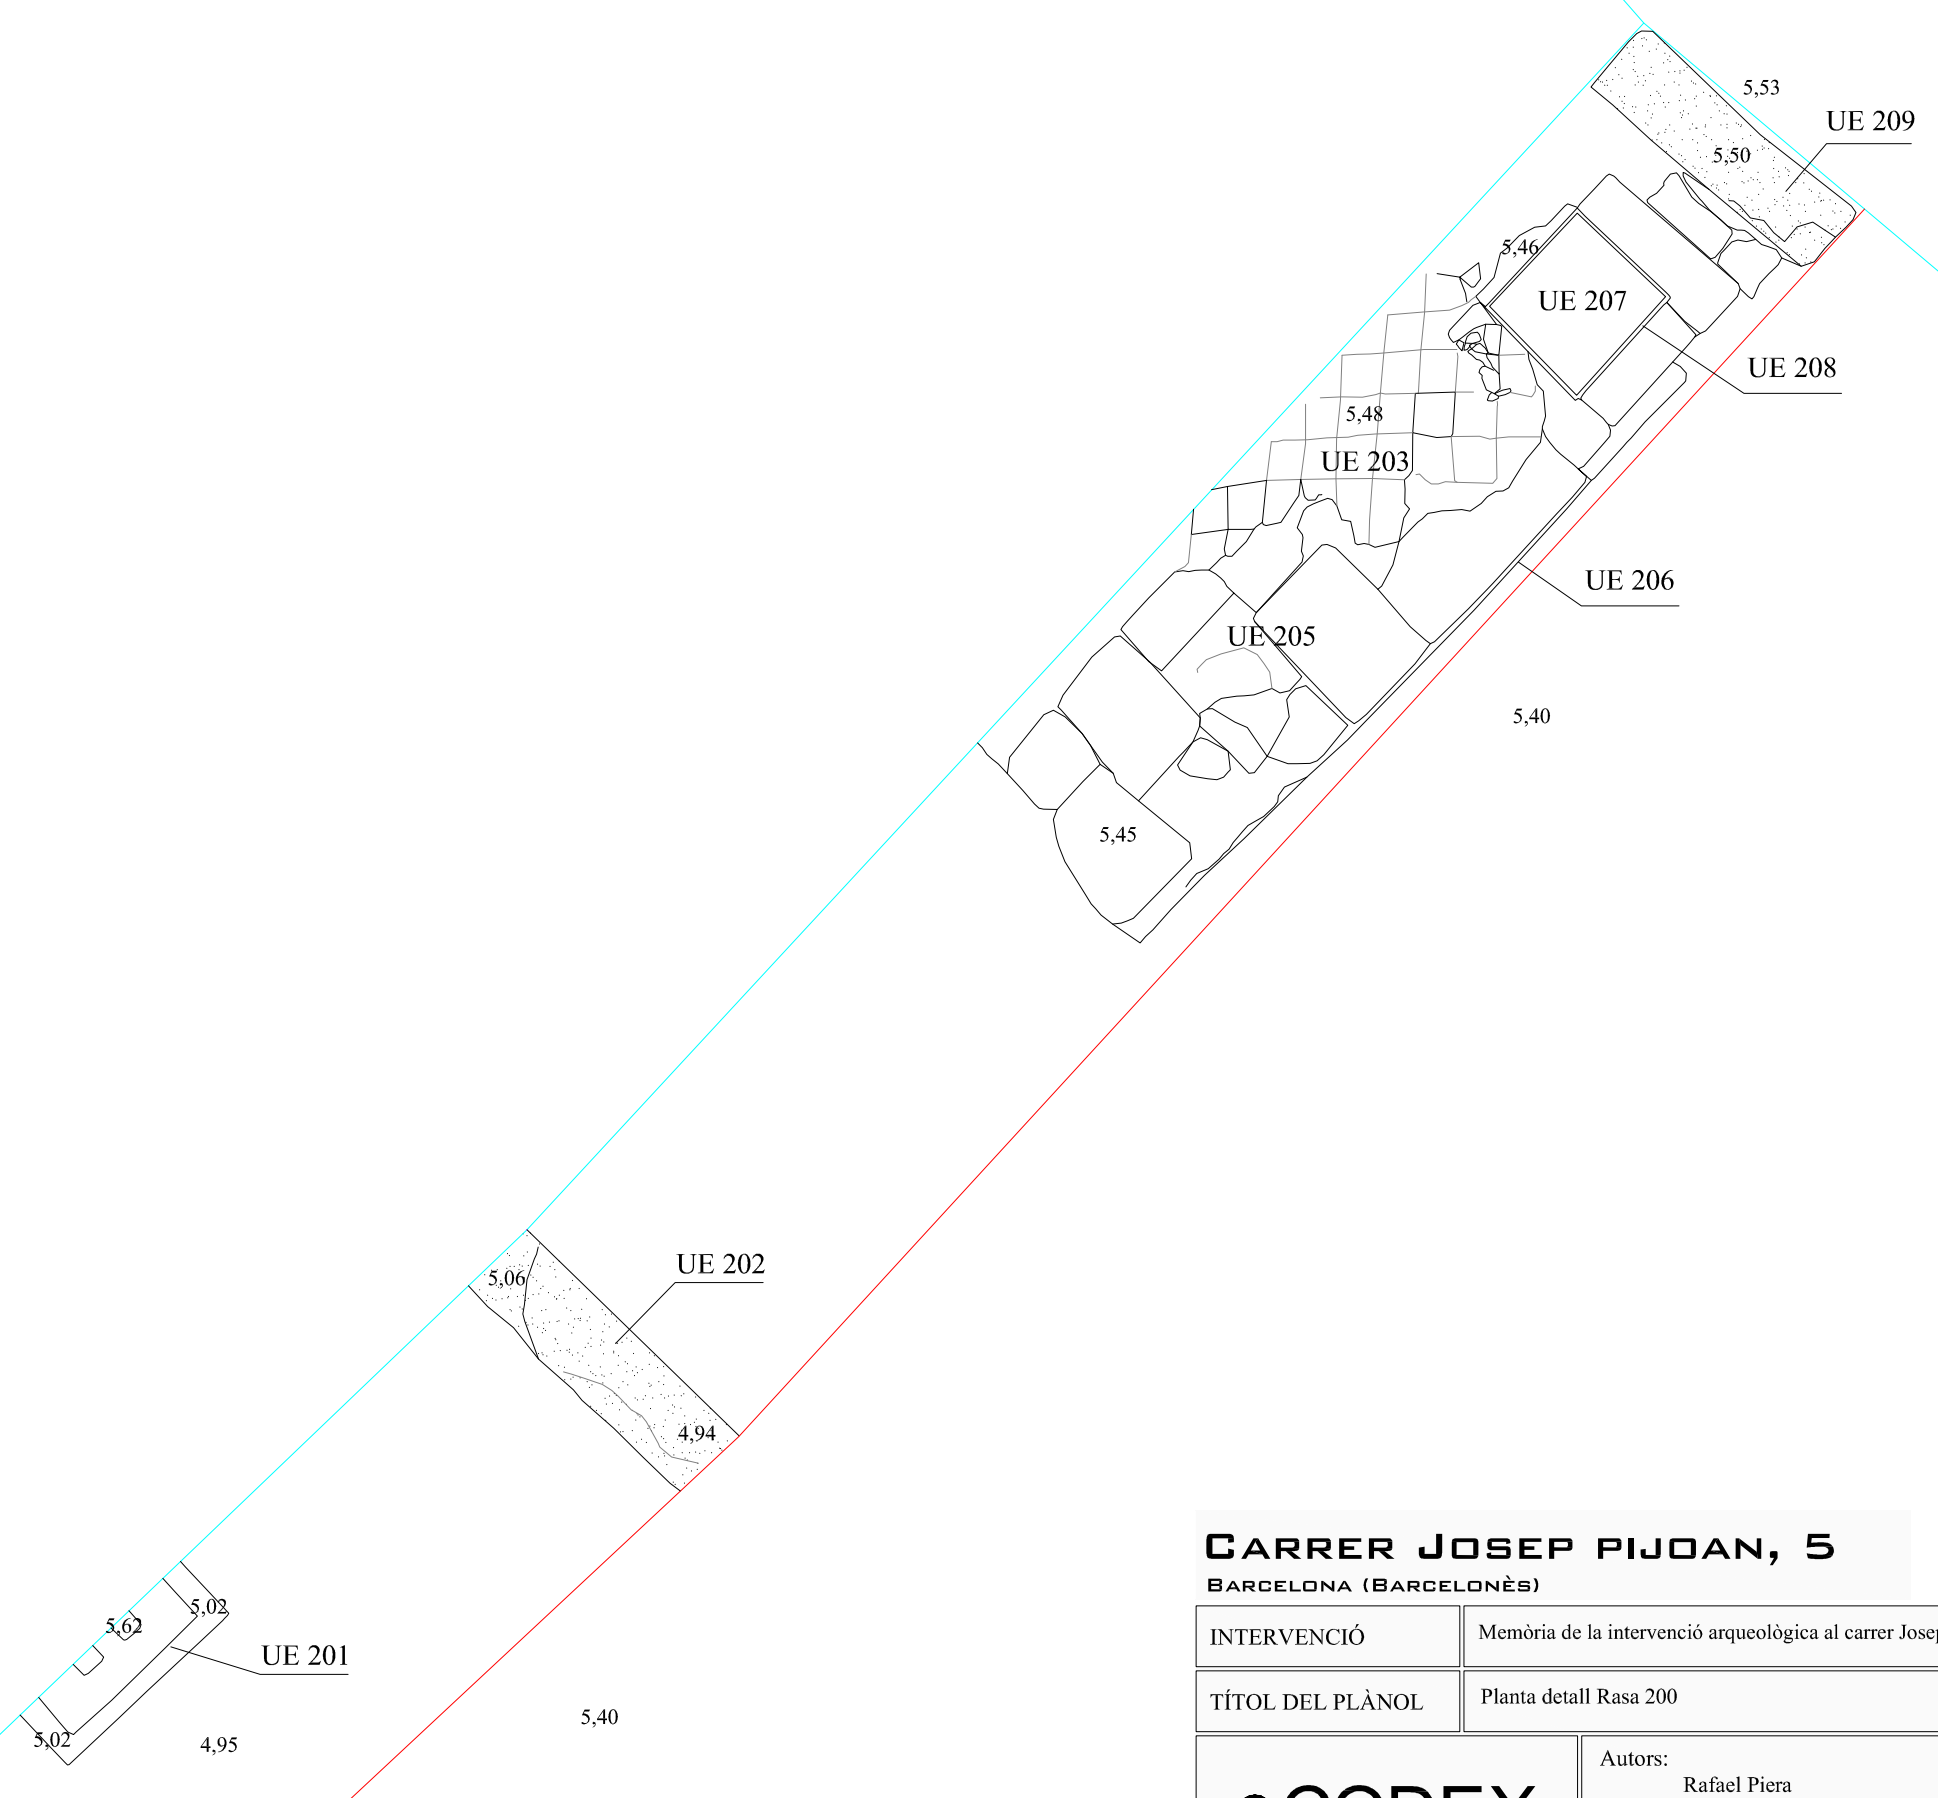 5,53
UE 209
5,50
5,46
UE 207
UE 208
5,48
UE 203
UE 206
UE 205
5,40
5,45
UE 202
5,06
4,94
5,02
5,62
UE 201
5,40
5,02
4,95
CARRER JOSEP PIJOAN, 5
BARCELONA (BARCELONÈS)
INTERVENCIÓ
Memòria de la intervenció arqueològica al carrer Josep
TÍTOL DEL PLÀNOL
Planta detall Rasa 200
Autors:
Rafael Piera
CODEX